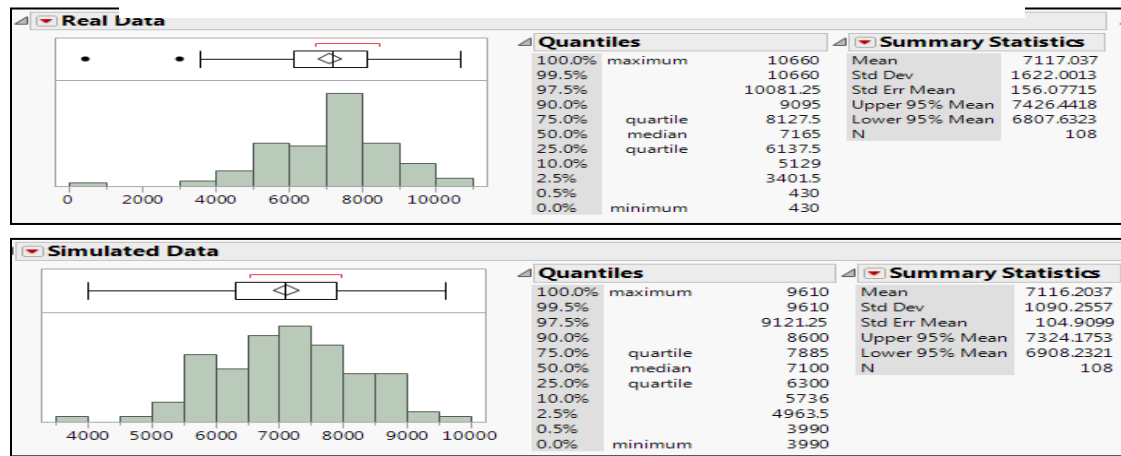 Real Data
Quantiles
100.0% maximum 10660
99.5% 10660
97.5% 10081.25
90.0% 9095
75.0% quartile 8127.5
50.0% median 7165
25.0% quartile 6137.5
10.0% 5129
2.5% 3401.5
0.5% 430
0.0% minimum 430
Summary Statistics
Mean 7117.037
Std Dev 1622.0013
Std Err Mean 156.07715
Upper 95% Mean 7426.4418
Lower 95% Mean 6807.6323
N 108
0 2000 4000 6000 8000 10000
Simulated Data
Quantiles
100.0% maximum 9610
99.5% 9610
97.5% 9121.25
90.0% 8600
75.0% quartile 7885
50.0% median 7100
25.0% quartile 6300
10.0% 5736
2.5% 4963.5
0.5% 3990
0.0% minimum 3990
Summary Statistics
Mean 7116.2037
Std Dev 1090.2557
Std Err Mean 104.9099
Upper 95% Mean 7324.1753
Lower 95% Mean 6908.2321
N 108
4000 5000 6000 7000 8000 9000 10000